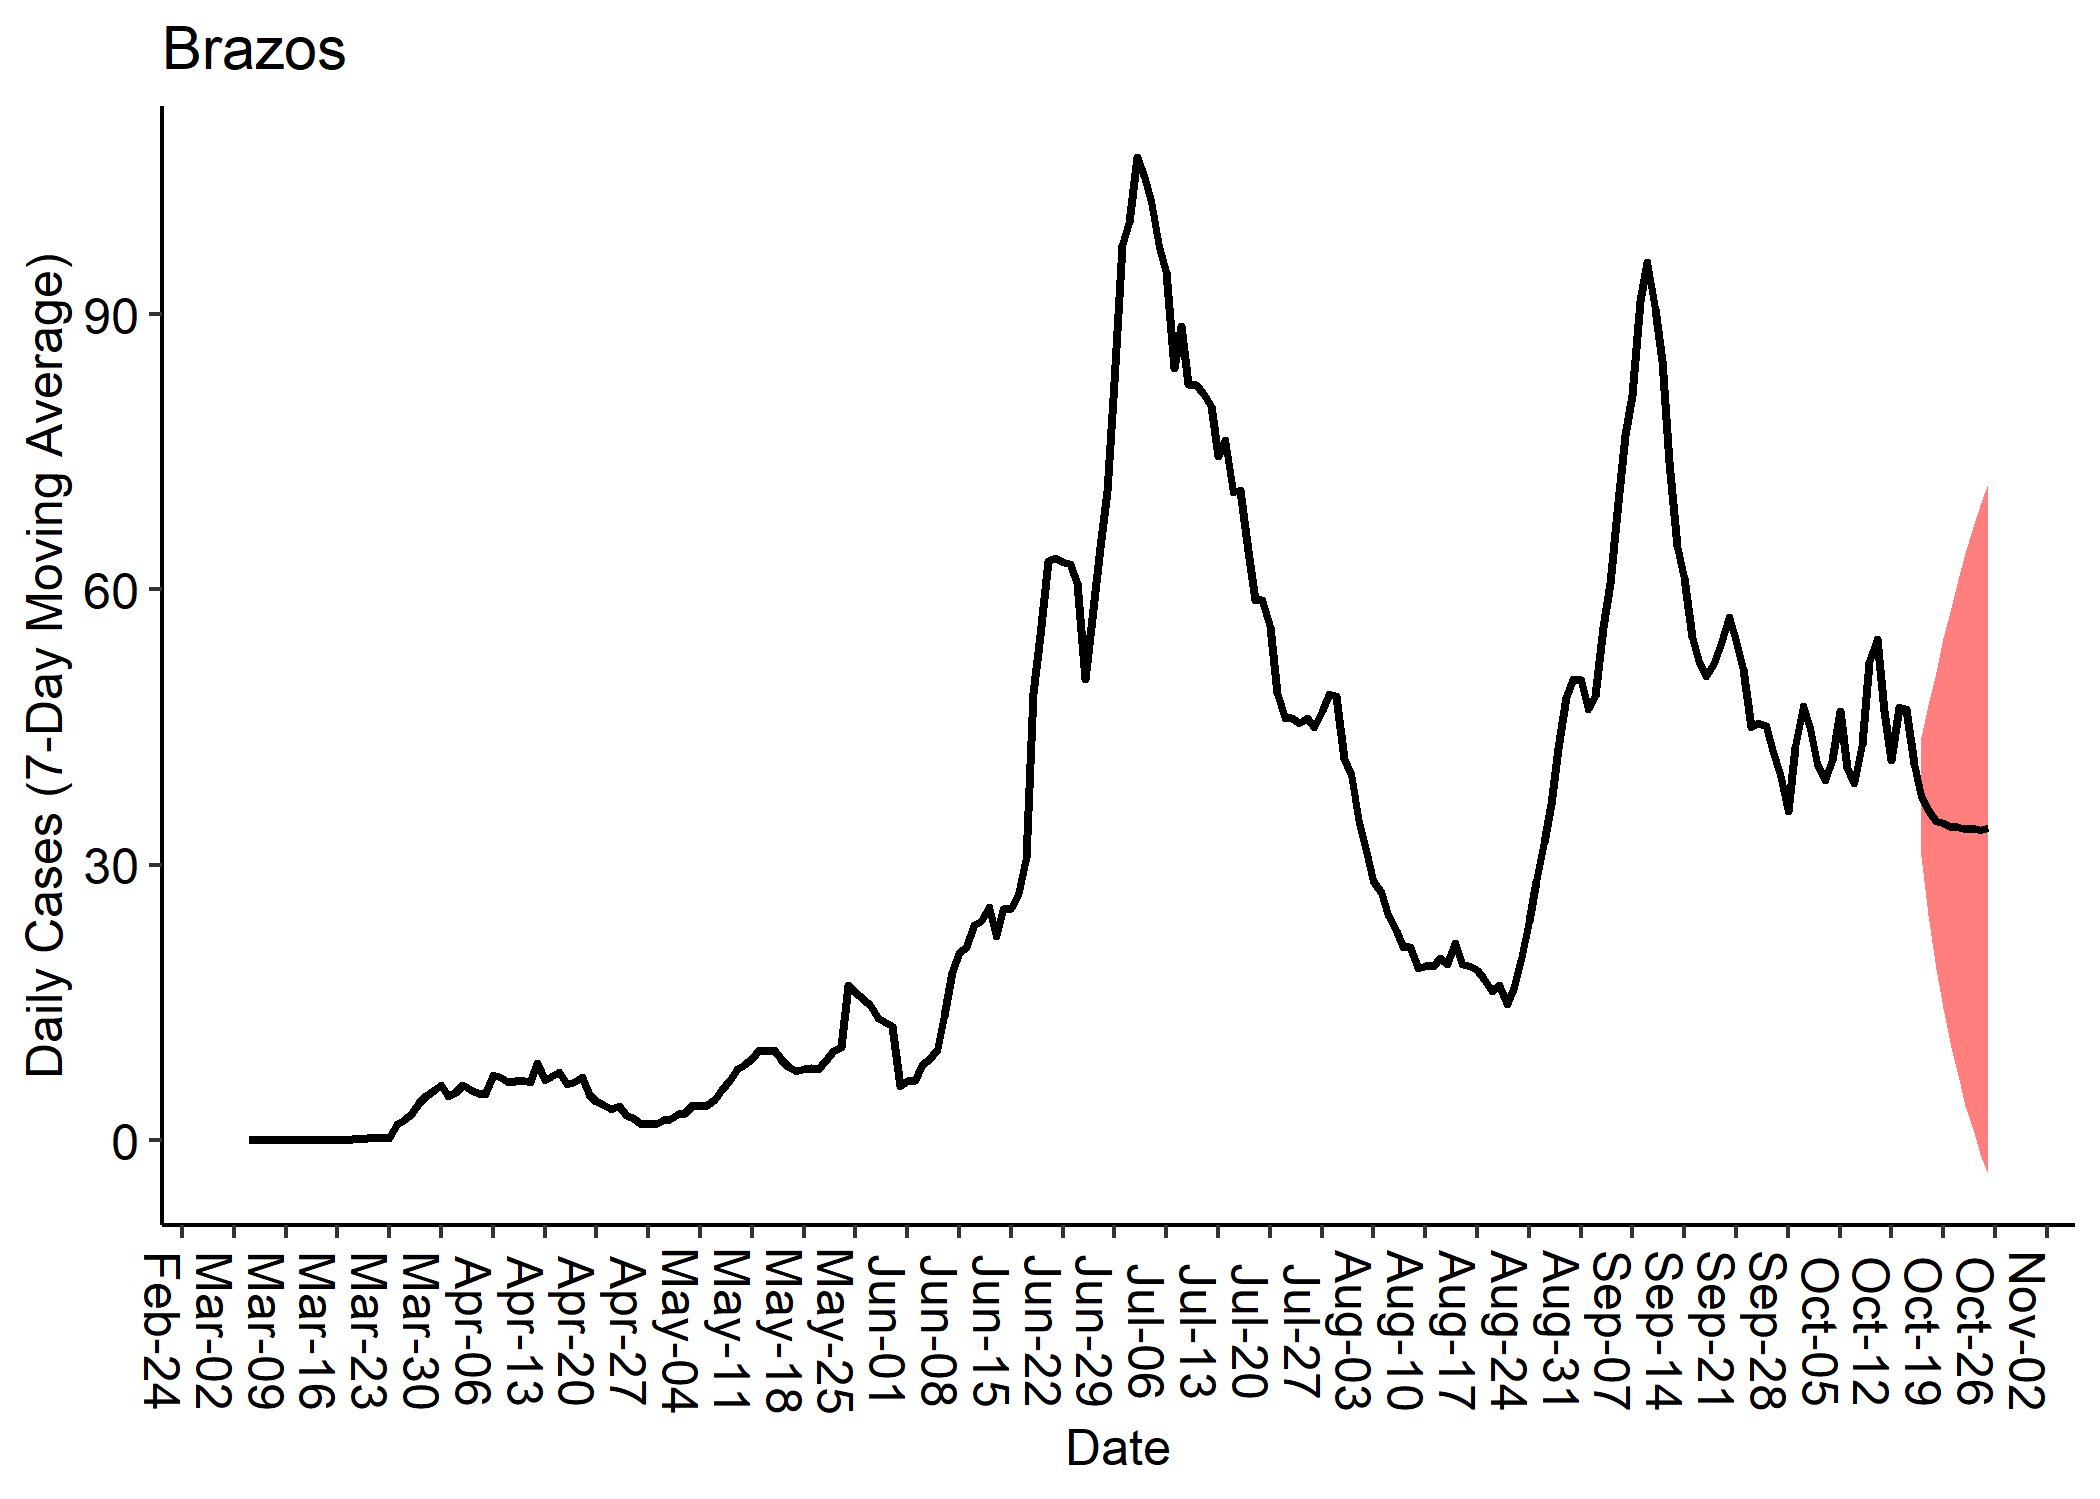 Brazos
Daily Cases (7-Day Moving Average)
90
60
30
0
Feb-24
Mar-02
Mar-09
Mar-16
Mar-23
Mar-30
Apr-06
Apr-13
Apr-20
Apr-27
May-04
May-11
May-18
May-25
Jun-01
Jun-08
Jun-15
Jun-22
Jun-29
Jul-06
Jul-13
Jul-20
Jul-27
Aug-03
Aug-10
Aug-17
Aug-24
Aug-31
Sep-07
Sep-14
Sep-21
Sep-28
Oct-05
Oct-12
Oct-19
Oct-26
Nov-02
Date